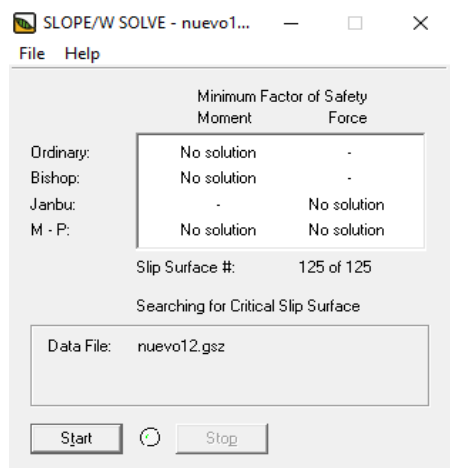 SLOPE/W SOLVE - nuevo1...
File Help
Minimum Factor of Safety
Moment Force
Ordinary: No solution -
Bishop: No solution -
Janbu: - No solution
M - P: No solution No solution
Slip Surface #: 125 of 125
Searching for Critical Slip Surface
Data File: nuevo12.gsz
Start Stop